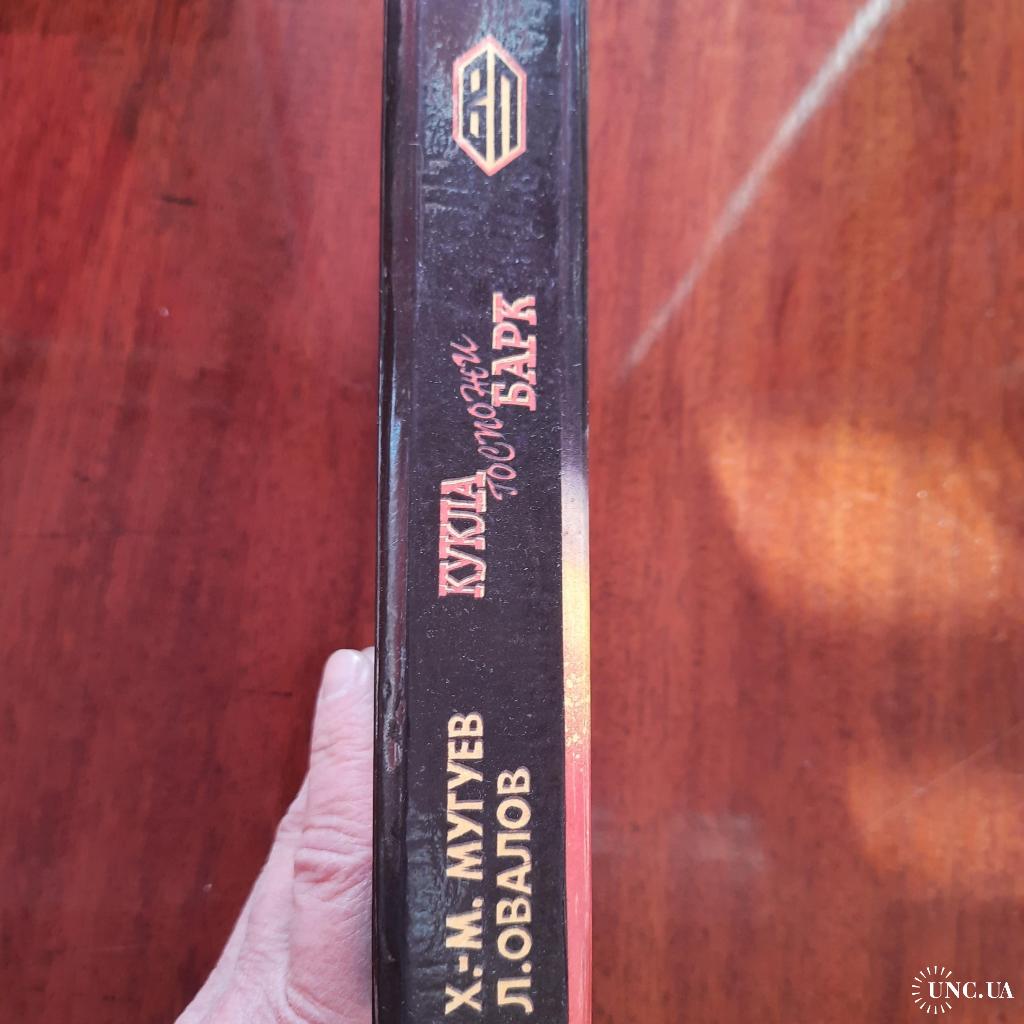 Х.-М. МУГУЕВ
Л.ОВАЛОВ
КУКЛА
госпожи
БАРК
UNC.UA